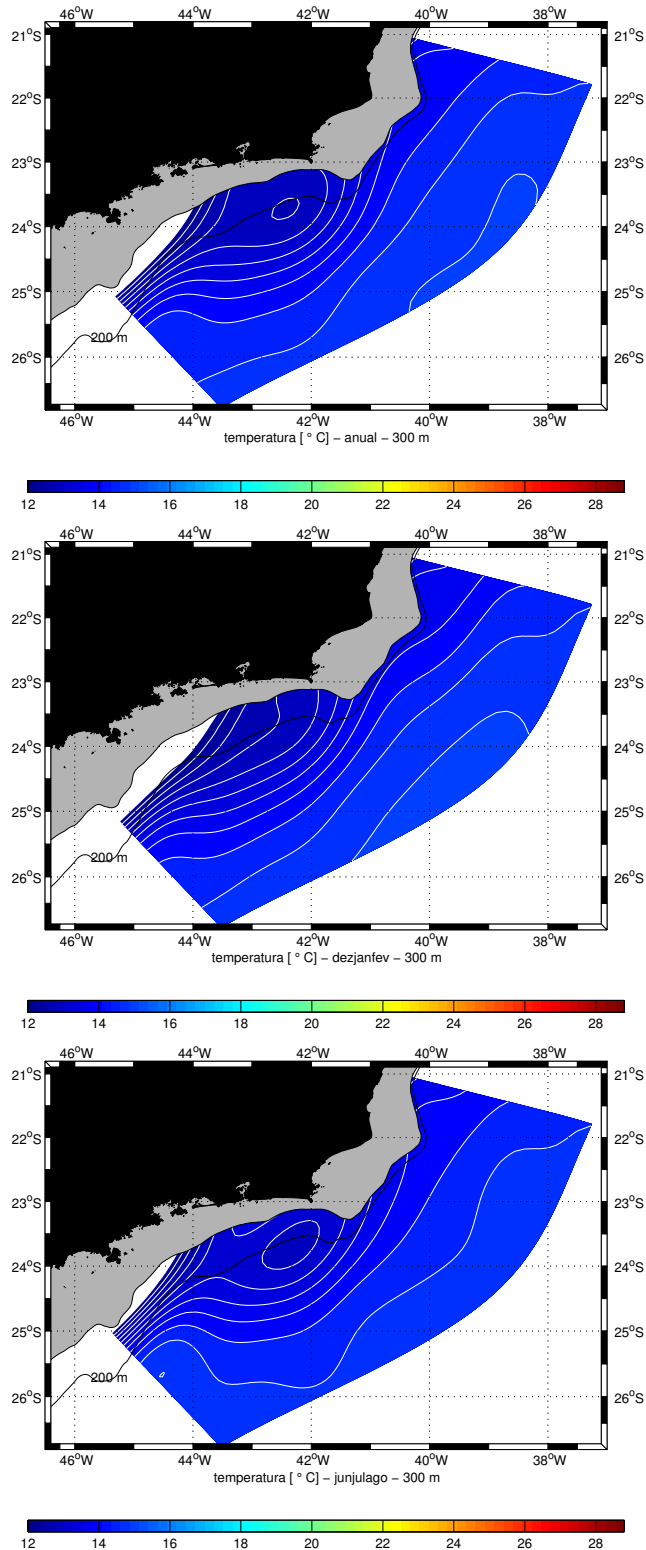 46°W 44°W 42°W 40°W 38°W
21°S 21°S
22°S 22°S
23°S 23°S
24°S 24°S
25°S 25°S
200 m
26°S 26°S
46°W 44°W 42°W 40°W 38°W
temperatura [ ° C] − anual − 300 m
12 14 16 18 20 22 24 26 28
46°W 44°W 42°W 40°W 38°W
21°S 21°S
22°S 22°S
23°S 23°S
24°S 24°S
25°S 25°S
200 m
26°S 26°S
46°W 44°W 42°W 40°W 38°W
temperatura [ ° C] − dezjanfev − 300 m
12 14 16 18 20 22 24 26 28
46°W 44°W 42°W 40°W 38°W
21°S 21°S
22°S 22°S
23°S 23°S
24°S 24°S
25°S 25°S
200 m
26°S 26°S
46°W 44°W 42°W 40°W 38°W
temperatura [ ° C] − junjulago − 300 m
12 14 16 18 20 22 24 26 28